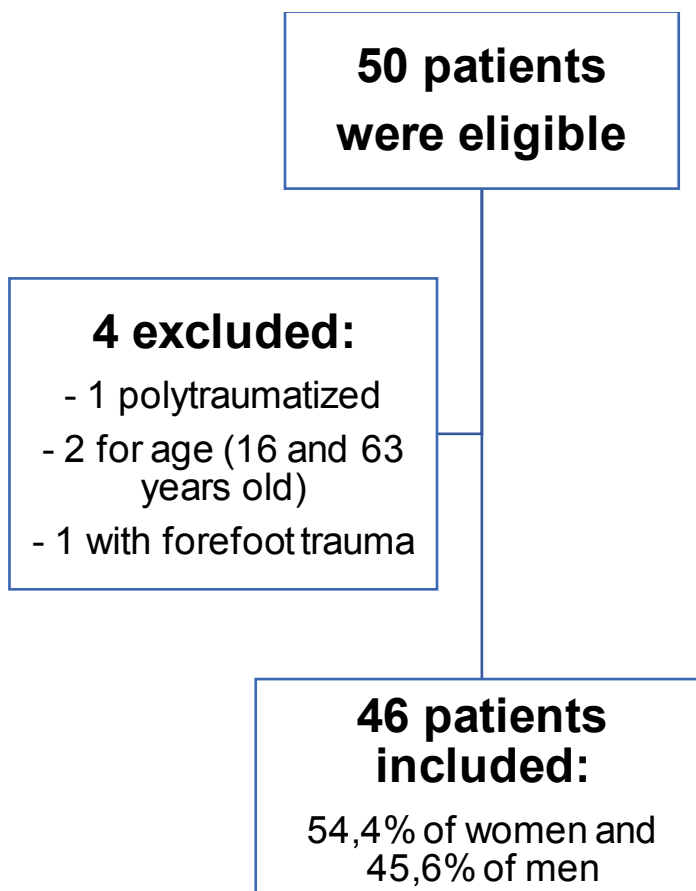 50 patients
were eligible
4 excluded:
- 1 polytraumatized
- 2 for age (16 and 63
years old)
- 1 with forefoot trauma
46 patients
included:
54,4% of women and
45,6% of men